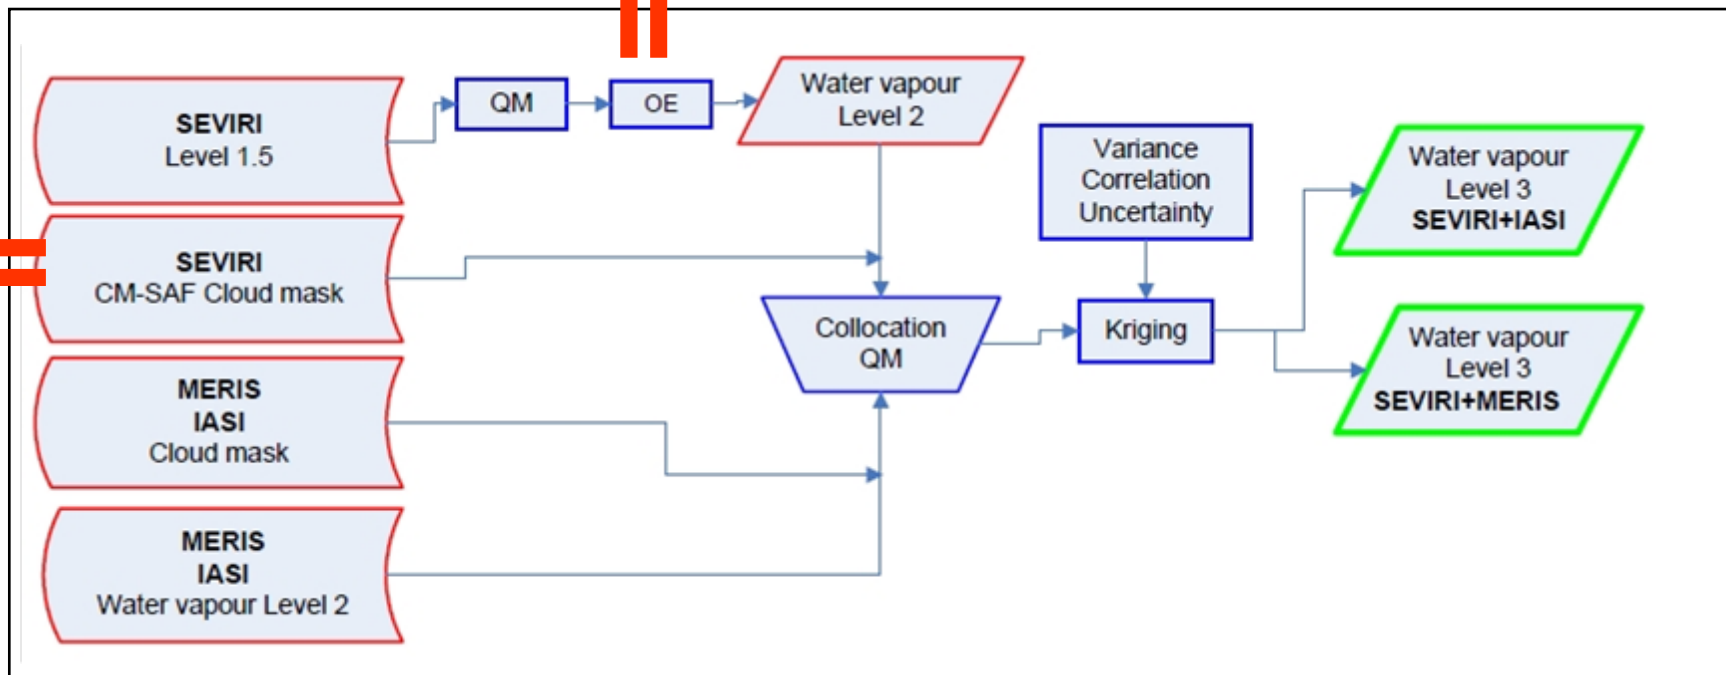 SEVIRI
Level 1.5
QM
OE
Water vapour
Level 2
SEVIRI
CM-SAF Cloud mask
MERIS
IASI
Cloud mask
MERIS
IASI
Water vapour Level 2
Collocation
QM
Variance
Correlation
Uncertainty
Kriging
Water vapour
Level 3
SEVIRI+IASI
Water vapour
Level 3
SEVIRI+MERIS